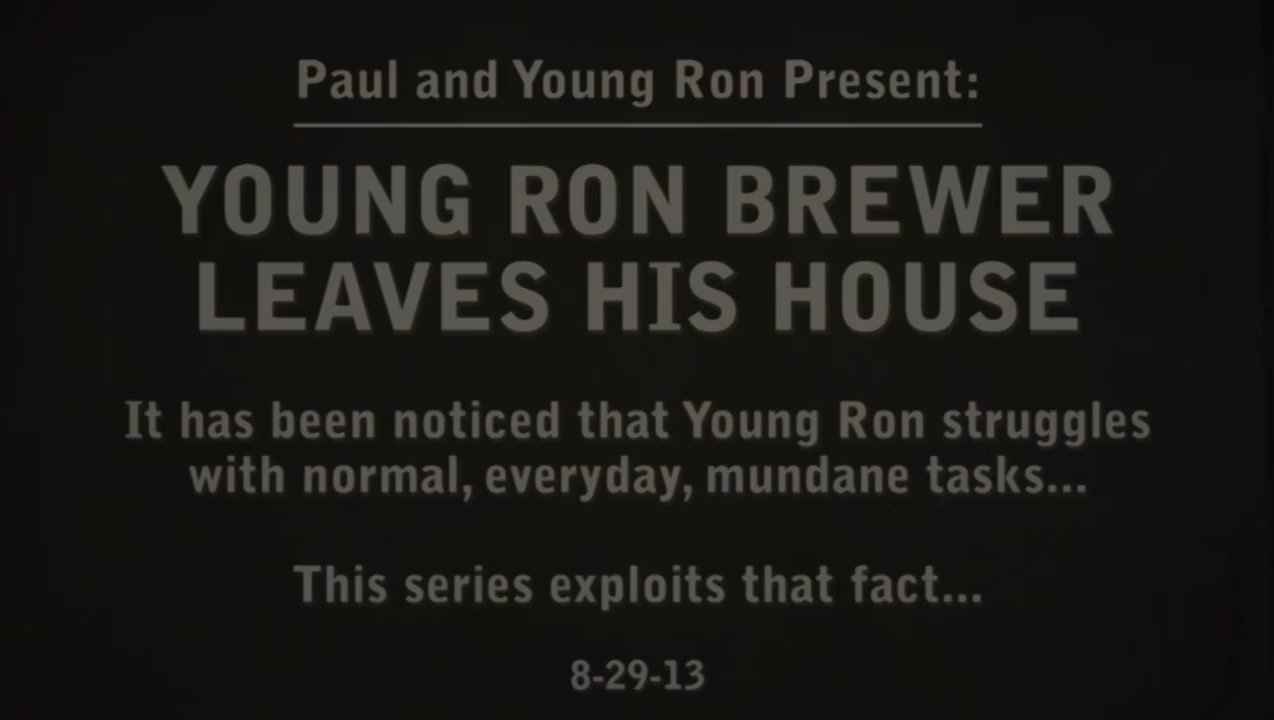 Paul and Young Ron Present:
YOUNG RON BREWER
LEAVES HIS HOUSE
It has been noticed that Young Ron struggles
with normal, everyday, mundane tasks...
This series exploits that fact...
8-29-13